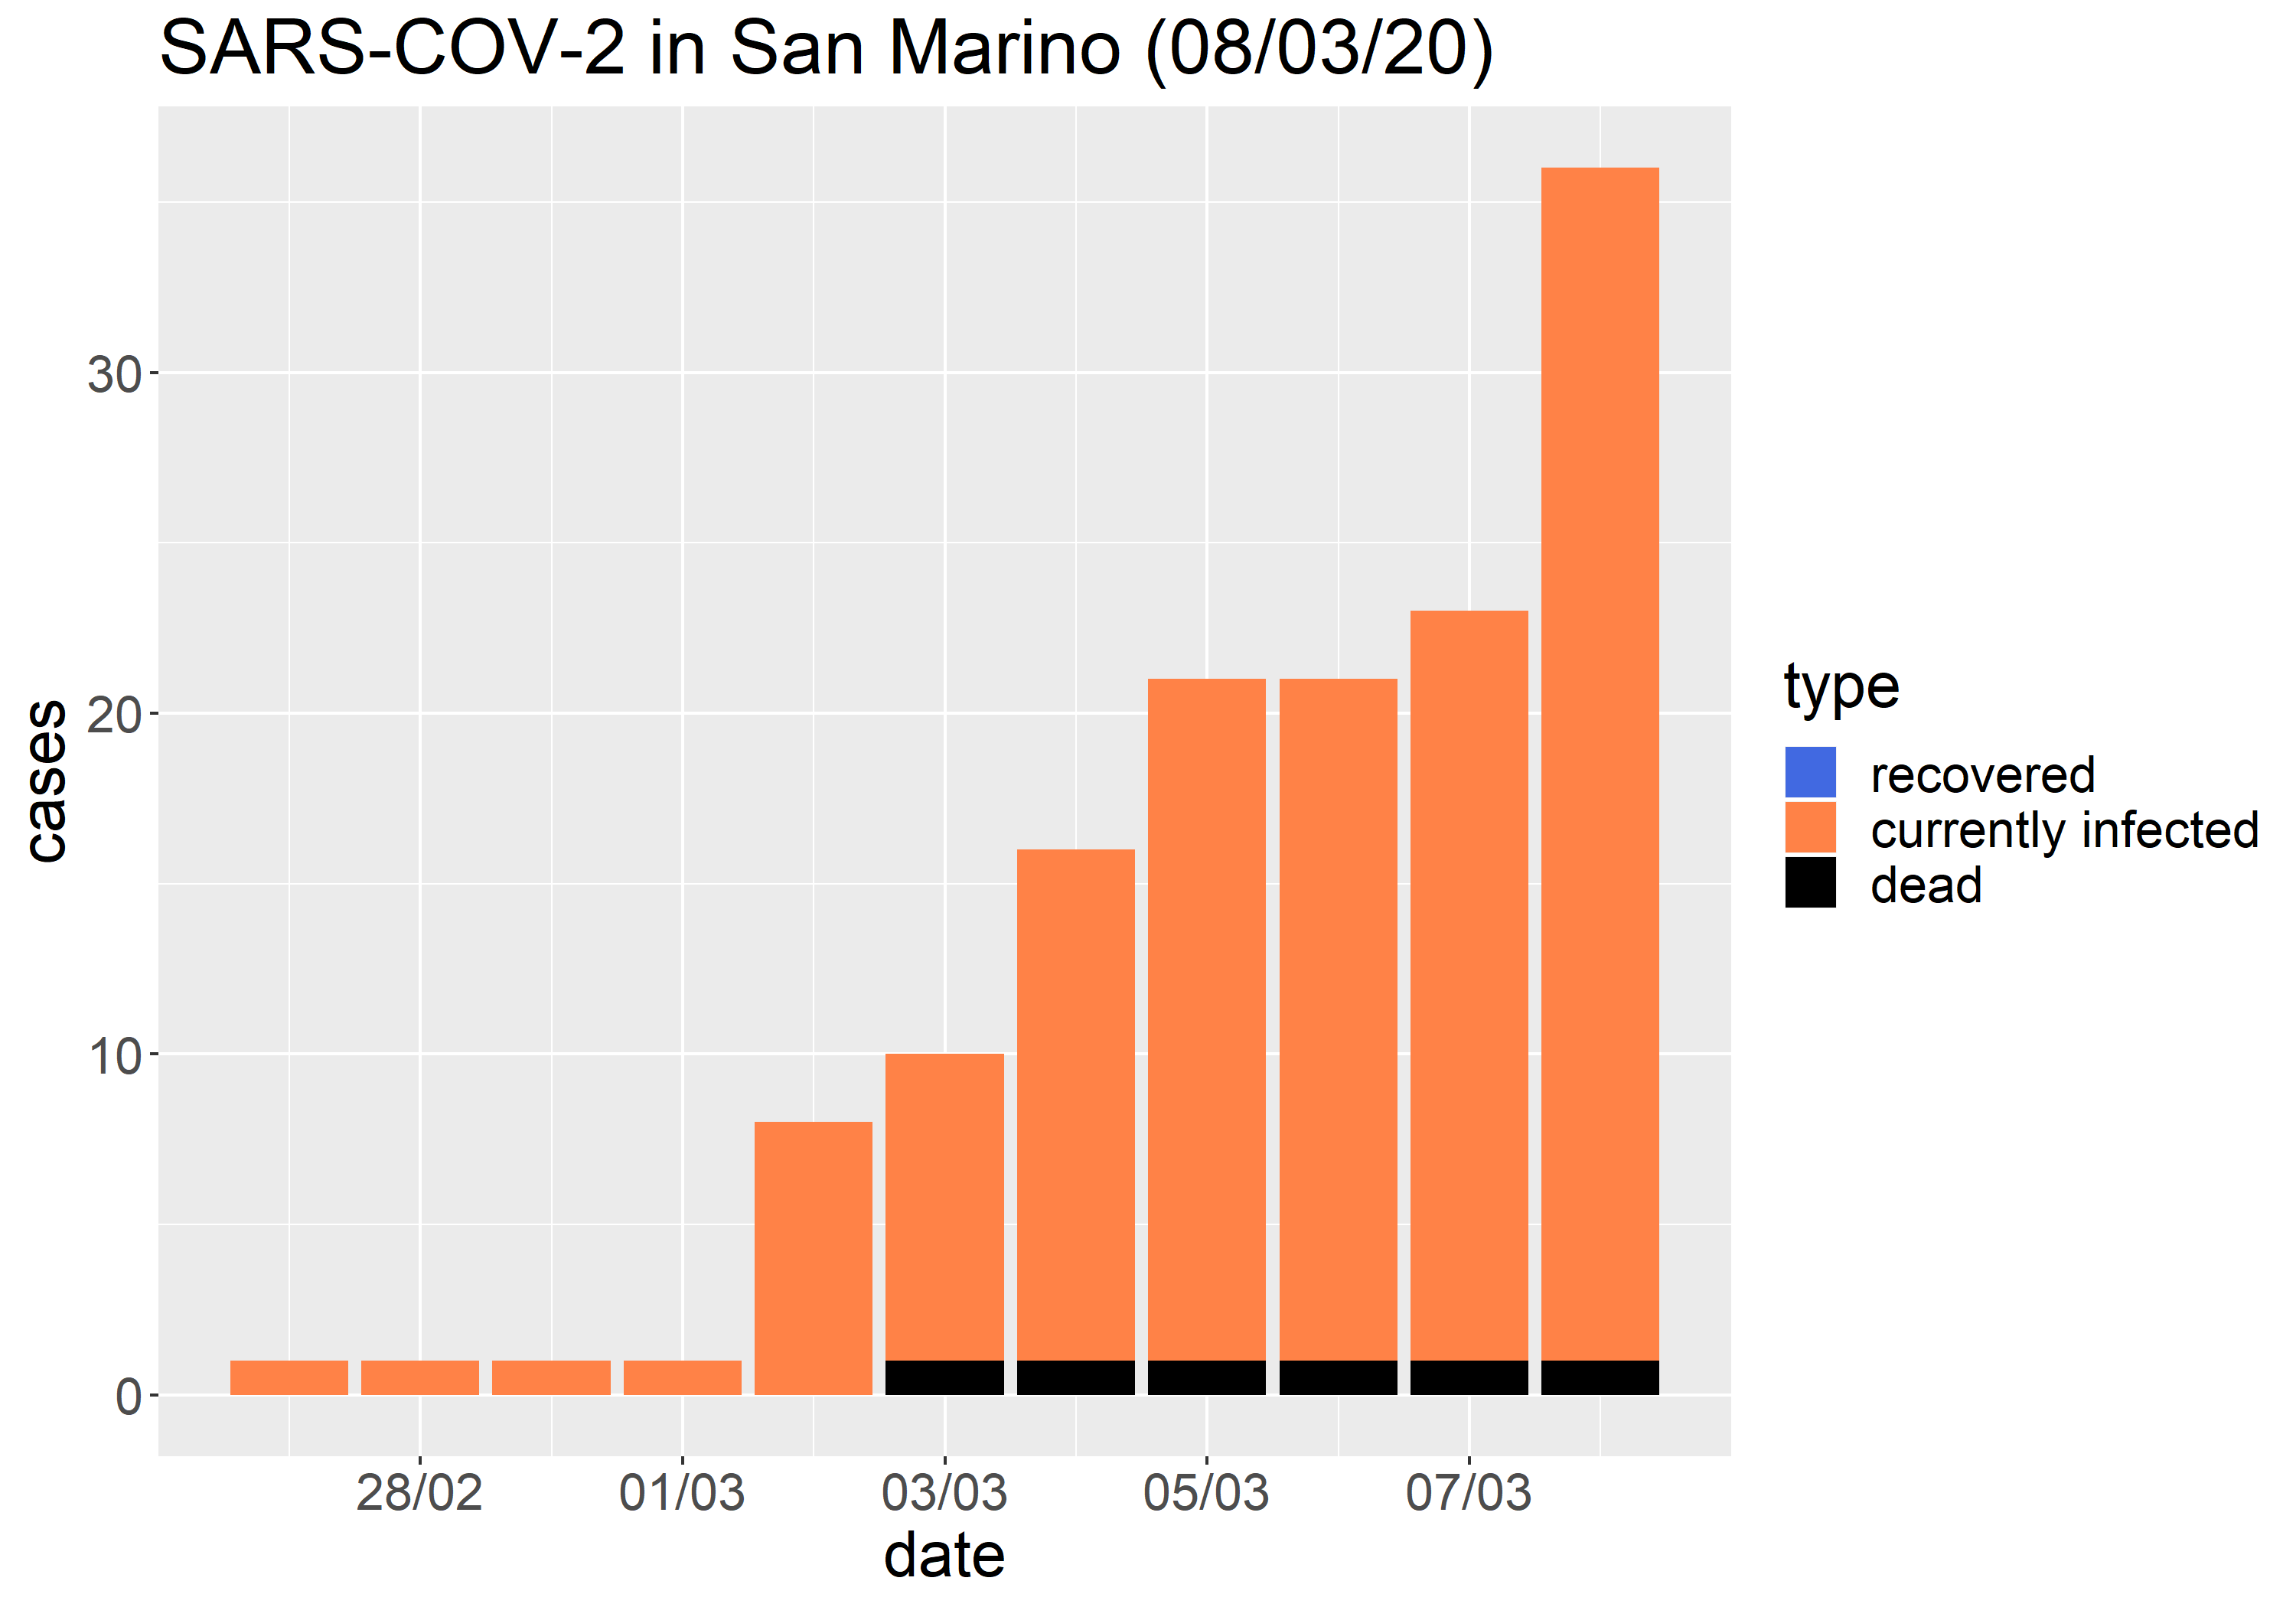 SARS-COV-2 in San Marino (08/03/20)
cases
30
20
10
0
28/02 01/03 03/03 05/03 07/03
date
type
recovered
currently infected
dead